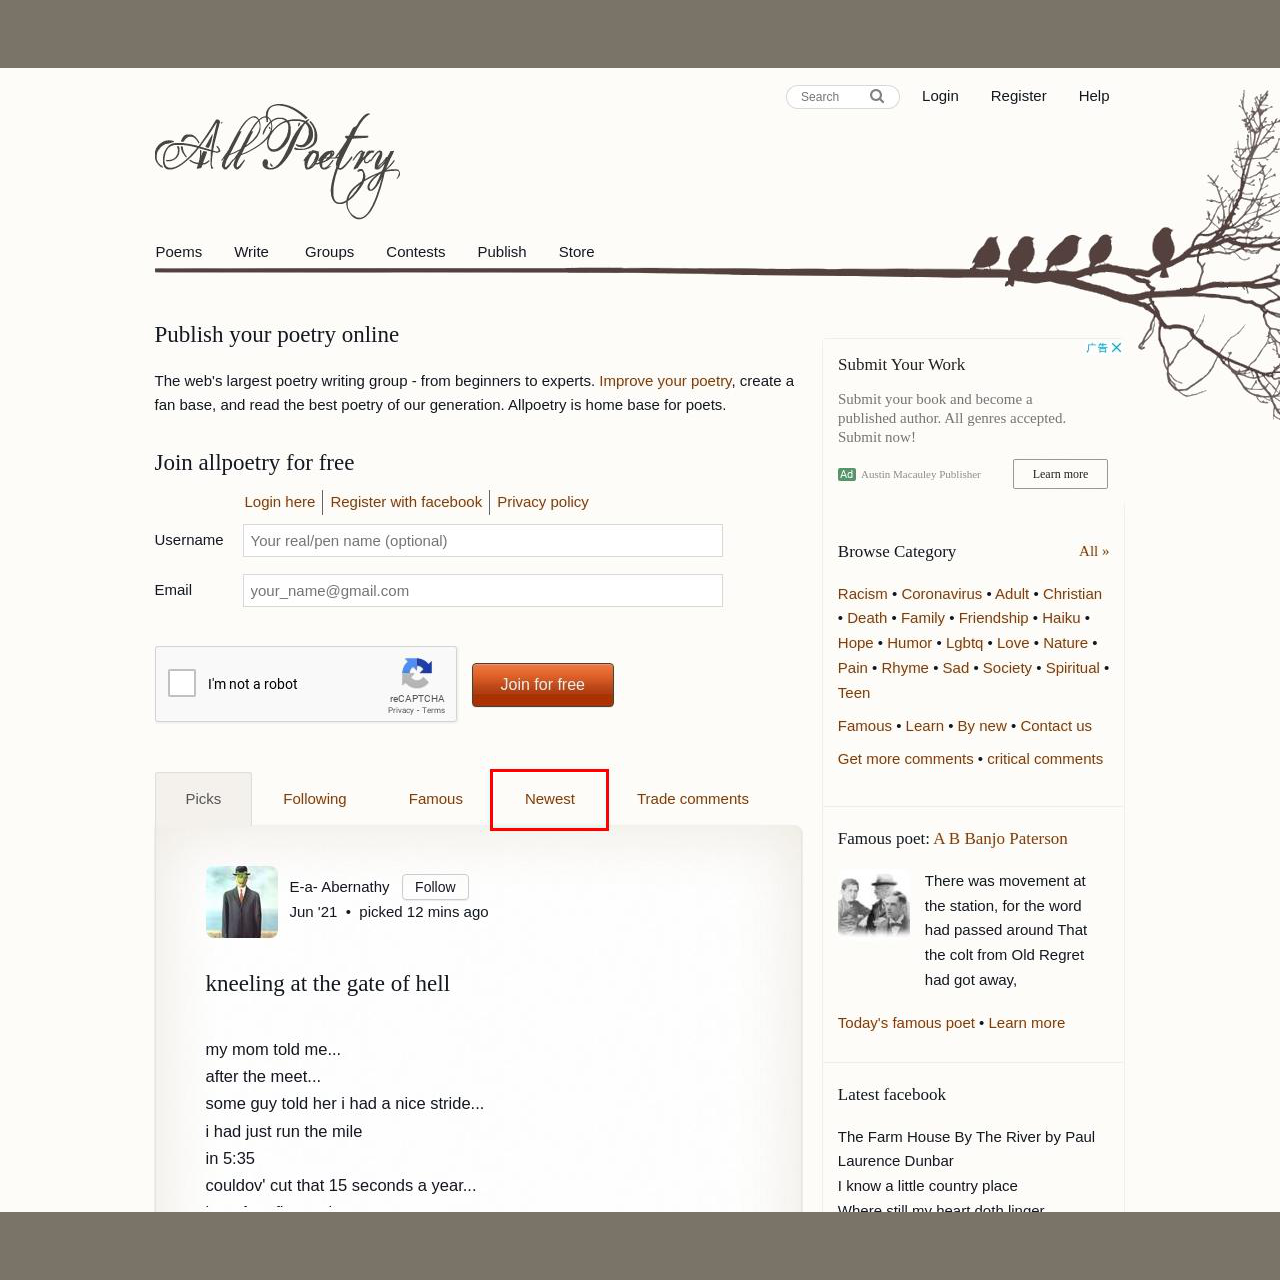 Search
Login
Register
Help
All Poetry
Poems
Write
Groups
Contests
Publish
Store
Publish your poetry online
The web's largest poetry writing group - from beginners to experts. Improve your poetry, create a
fan base, and read the best poetry of our generation. Allpoetry is home base for poets.
Join allpoetry for free
Login here
Register with facebook
Privacy policy
Username
Your real/pen name (optional)
Email
your_name@gmail.com
I'm not a robot
reCAPTCHA
Privacy - Terms
Join for free
Picks
Following
Famous
Newest
Trade comments
E-a- Abernathy
Follow
Jun '21 • picked 12 mins ago
kneeling at the gate of hell
my mom told me...
after the meet...
some guy told her i had a nice stride...
i had just run the mile
in 5:35
couldov' cut that 15 seconds a year...
广告
Submit Your Work
Submit your book and become a
published author. All genres accepted.
Submit now!
Ad
Austin Macauley Publisher
Learn more
Browse Category
All »
Racism • Coronavirus • Adult • Christian
• Death • Family • Friendship • Haiku •
Hope • Humor • Lgbtq • Love • Nature •
Pain • Rhyme • Sad • Society • Spiritual •
Teen
Famous • Learn • By new • Contact us
Get more comments • critical comments
Famous poet: A B Banjo Paterson
There was movement at
the station, for the word
had passed around That
the colt from Old Regret
had got away,
Today's famous poet • Learn more
Latest facebook
The Farm House By The River by Paul
Laurence Dunbar
I know a little country place
Where still my heart doth linger